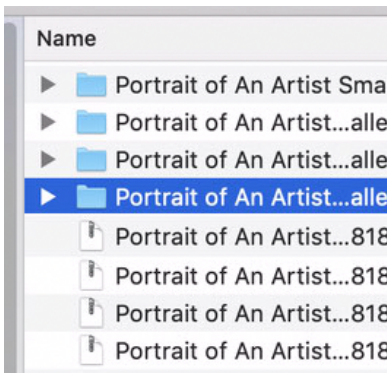 Name
Portrait of An Artist Sma
Portrait of An Artist...alle
Portrait of An Artist...alle
Portrait of An Artist...alle
Portrait of An Artist...818
Portrait of An Artist...818
Portrait of An Artist...818
Portrait of An Artist...818